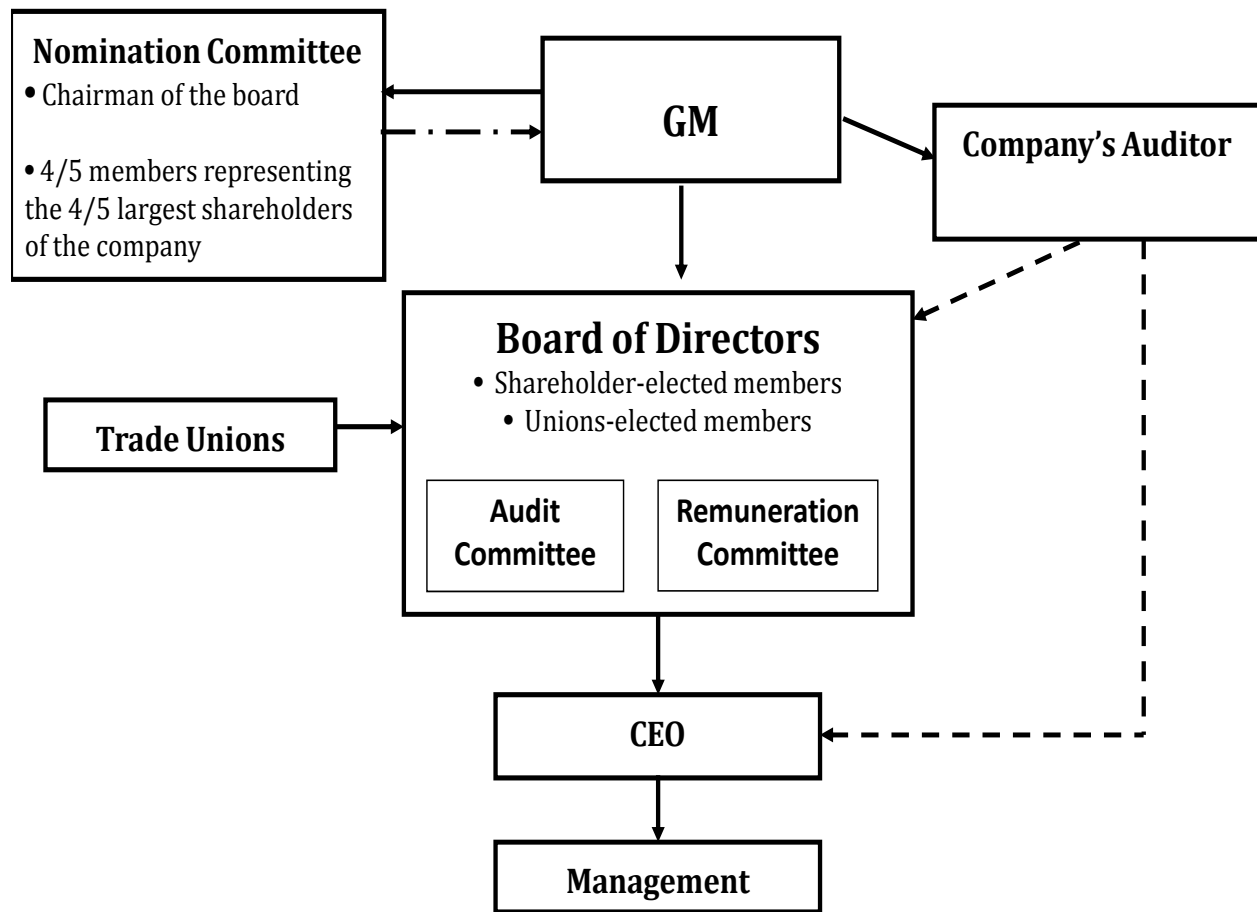 Nomination Committee
• Chairman of the board
• 4/5 members representing
the 4/5 largest shareholders
of the company
GM
Company’s Auditor
Board of Directors
• Shareholder-elected members
• Unions-elected members
Trade Unions
Audit
Committee
Remuneration
Committee
CEO
Management